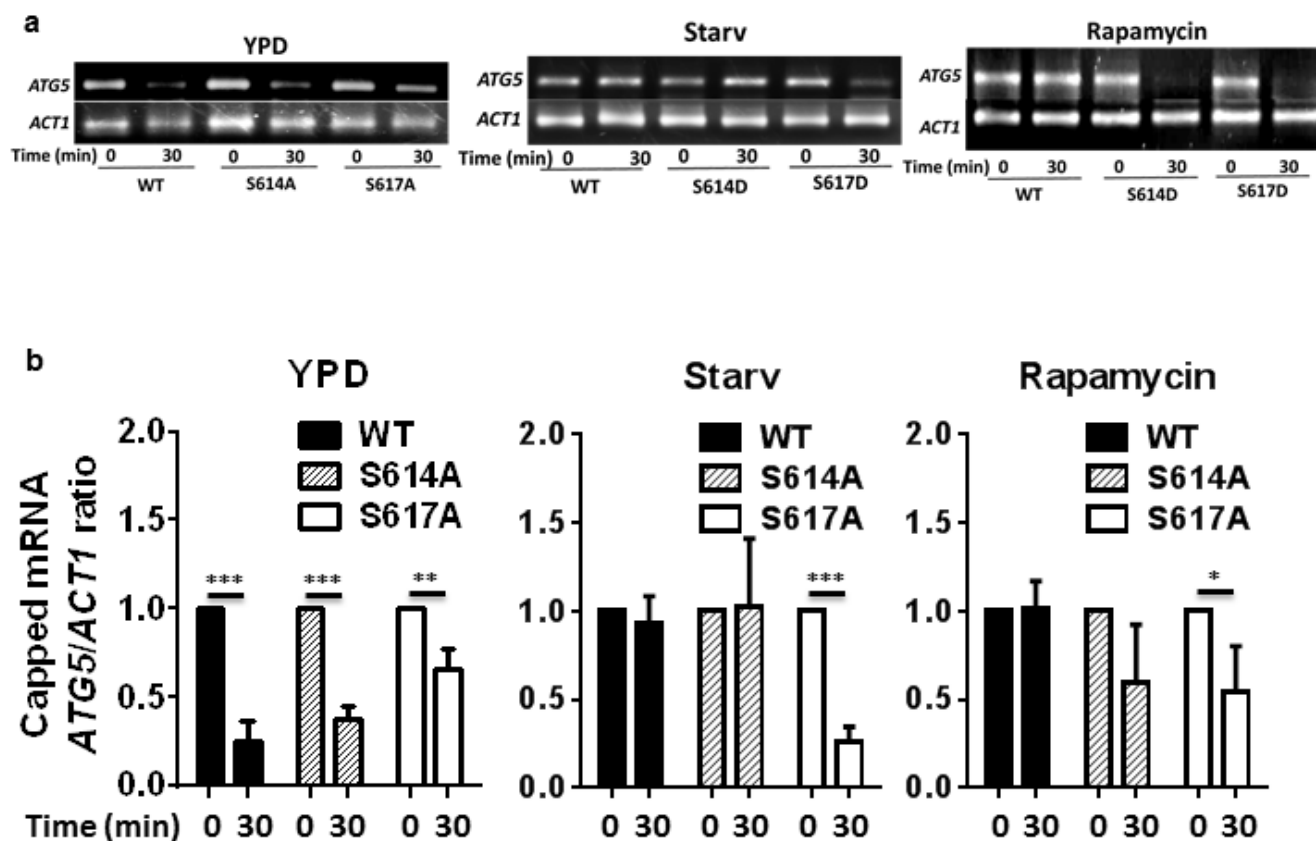 a
YPD
ATG5
ACT1
Time (min) 0 30 0 30 0 30
WT S614A S617A
Starv
ATG5
ACT1
Time (min) 0 30 0 30 0 30
WT S614D S617D
Rapamycin
ATG5
ACT1
Time (min) 0 30 0 30 0 30
WT S614D S617D
b
Capped mRNA
ATG5/ACT1 ratio
YPD
WT
S614A
S617A
2.0
1.5
1.0
0.5
0.0
*** *** **
Time (min) 0 30 0 30 0 30
Starv
WT
S614A
S617A
2.0
1.5
1.0
0.5
0.0
***
0 30 0 30 0 30
Rapamycin
WT
S614A
S617A
2.0
1.5
1.0
0.5
0.0
*
0 30 0 30 0 30